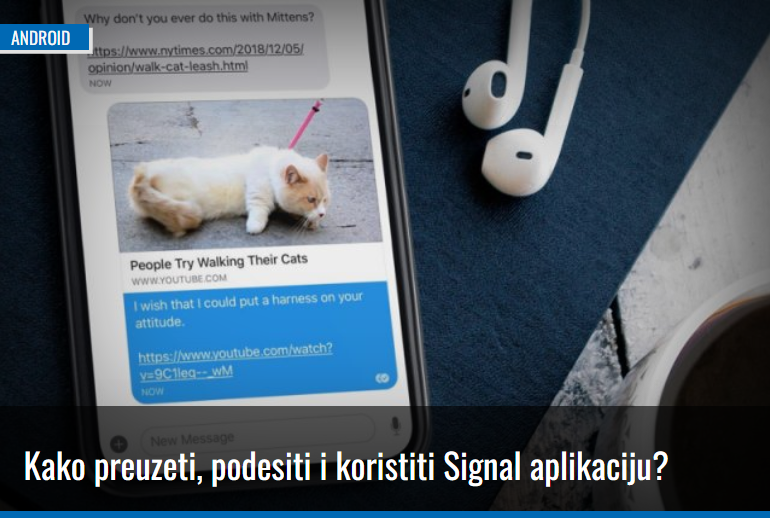 ANDROID
Why don't you ever do this with Mittens?
https://www.nytimes.com/2018/12/05/
opinion/walk-cat-leash.html
NOW
People Try Walking Their Cats
WWW.YOUTUBE.COM
I wish that I could put a harness on your
attitude.
https://www.youtube.com/watch?
v=9C1leq--_wM
NOW
New Message
Kako preuzeti, podesiti i koristiti Signal aplikaciju?